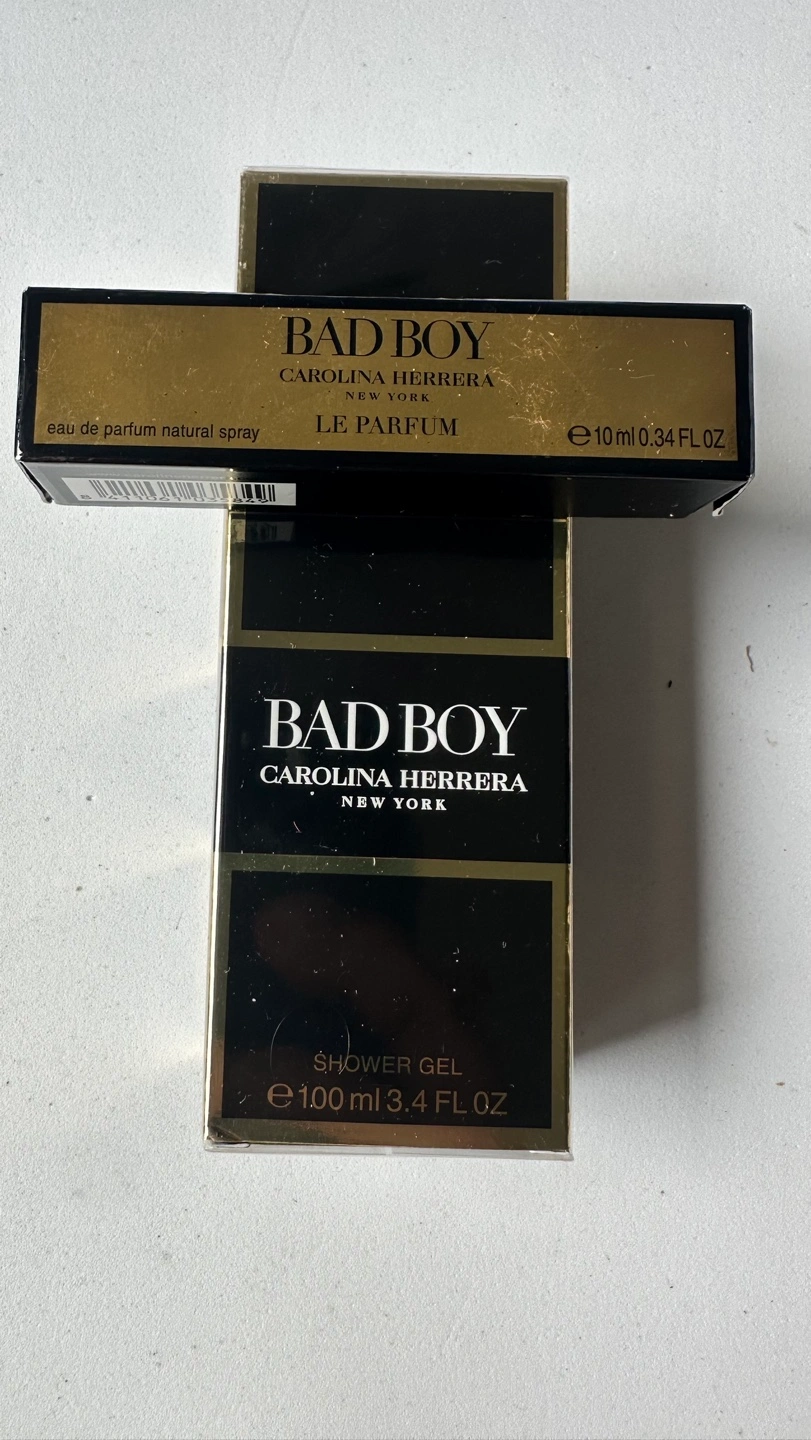 BAD BOY
CAROLINA HERRERA
NEW YORK
LE PARFUM
eau de parfum natural spray
℮10 ml 0.34 FL OZ
BAD BOY
CAROLINA HERRERA
NEW YORK
SHOWER GEL
℮100 ml 3.4 FL OZ